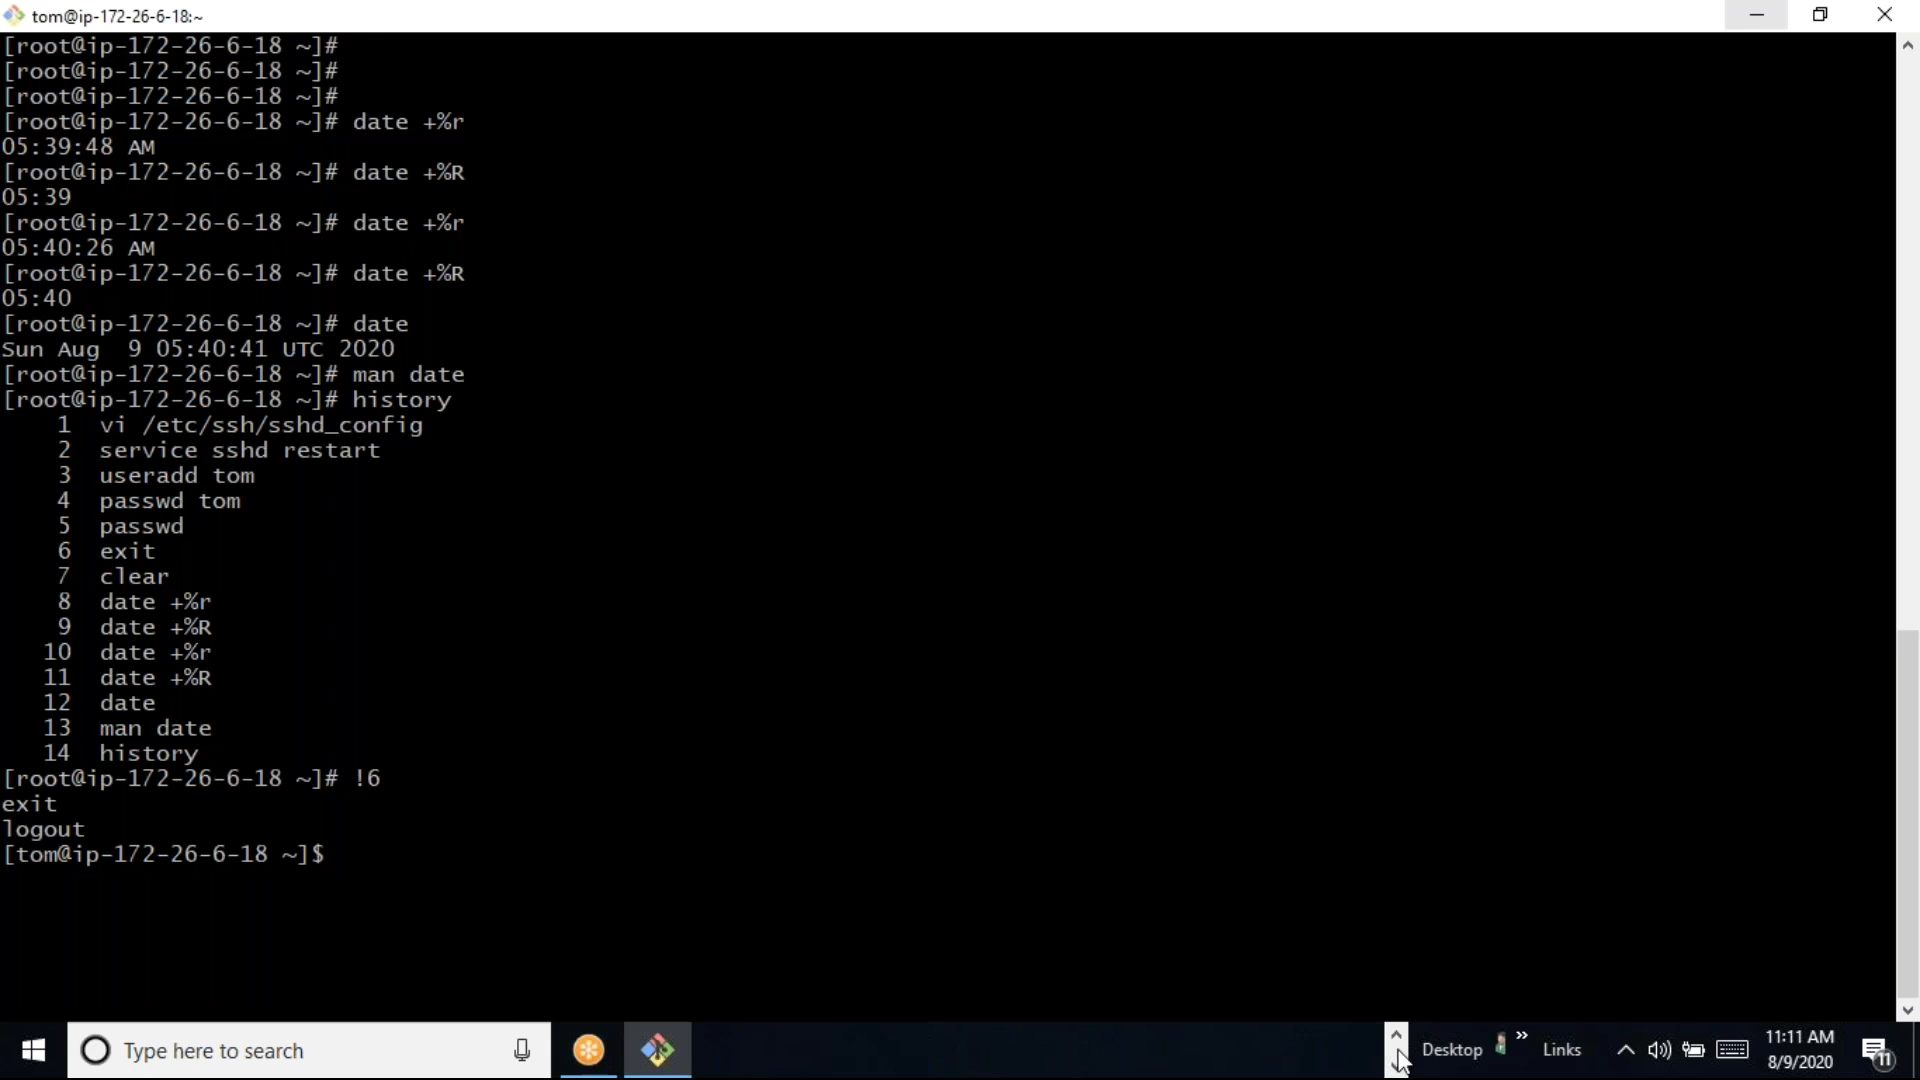 tom@ip-172-26-6-18:~
[root@ip-172-26-6-18 ~]#
[root@ip-172-26-6-18 ~]#
[root@ip-172-26-6-18 ~]#
[root@ip-172-26-6-18 ~]# date +%r
05:39:48 AM
[root@ip-172-26-6-18 ~]# date +%R
05:39
[root@ip-172-26-6-18 ~]# date +%r
05:40:26 AM
[root@ip-172-26-6-18 ~]# date +%R
05:40
[root@ip-172-26-6-18 ~]# date
Sun Aug  9 05:40:41 UTC 2020
[root@ip-172-26-6-18 ~]# man date
[root@ip-172-26-6-18 ~]# history
    1  vi /etc/ssh/sshd_config
    2  service sshd restart
    3  useradd tom
    4  passwd tom
    5  passwd
    6  exit
    7  clear
    8  date +%r
    9  date +%R
   10  date +%r
   11  date +%R
   12  date
   13  man date
   14  history
[root@ip-172-26-6-18 ~]# !6
exit
logout
[tom@ip-172-26-6-18 ~]$
Type here to search
Desktop
»
Links
11:11 AM
8/9/2020
11